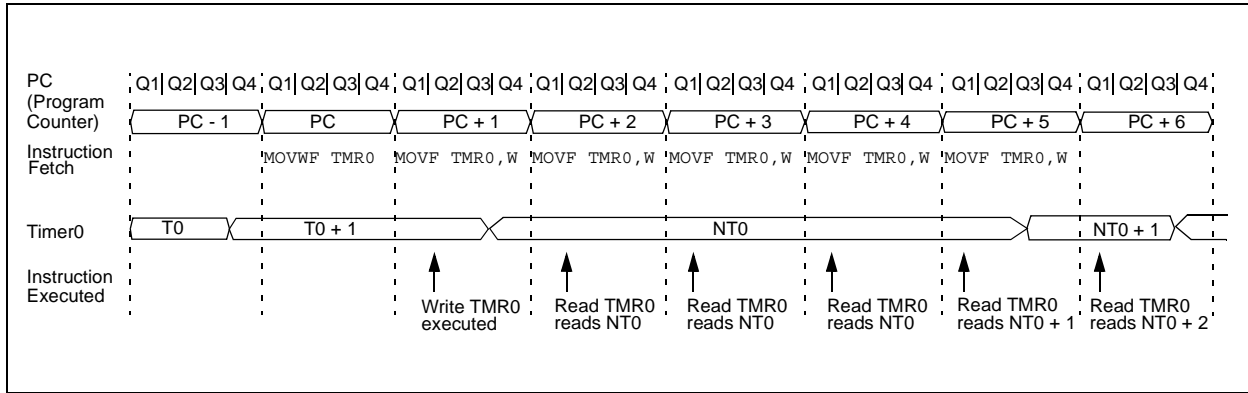 PC
(Program
Counter)
Q1 Q2 Q3 Q4 Q1 Q2 Q3 Q4 Q1 Q2 Q3 Q4 Q1 Q2 Q3 Q4 Q1 Q2 Q3 Q4 Q1 Q2 Q3 Q4 Q1 Q2 Q3 Q4 Q1 Q2 Q3 Q4
PC - 1 PC PC + 1 PC + 2 PC + 3 PC + 4 PC + 5 PC + 6
Instruction
Fetch
MOVWF TMR0 MOVF TMR0,W MOVF TMR0,W MOVF TMR0,W MOVF TMR0,W MOVF TMR0,W
Timer0
T0 T0 + 1 NT0 NT0 + 1
Instruction
Executed
Write TMR0
executed
Read TMR0
reads NT0
Read TMR0
reads NT0
Read TMR0
reads NT0
Read TMR0
reads NT0 + 1
Read TMR0
reads NT0 + 2